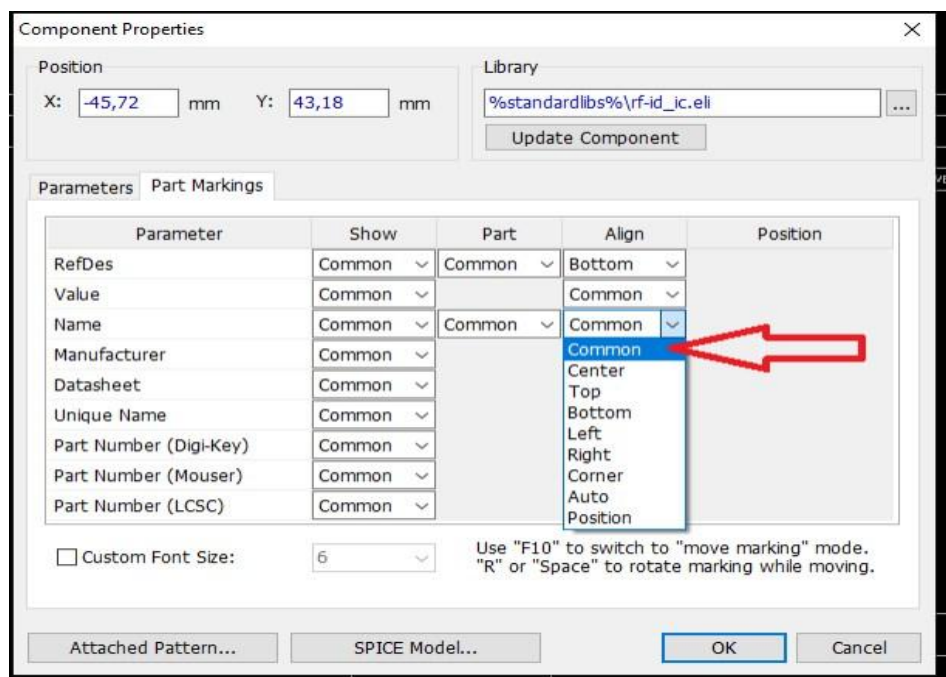 Component Properties
Position
X: -45,72 mm Y: 43,18 mm
Library
%standardlibs%\rf-id_ic.eli ...
Update Component
Parameters Part Markings
Parameter Show Part Align Position
RefDes Common Common Bottom
Value Common Common
Name Common Common Common
Manufacturer Common
Datasheet Common
Unique Name Common
Part Number (Digi-Key) Common
Part Number (Mouser) Common
Part Number (LCSC) Common
Common
Center
Top
Bottom
Left
Right
Corner
Auto
Position
Custom Font Size: 6
Use "F10" to switch to "move marking" mode.
"R" or "Space" to rotate marking while moving.
Attached Pattern... SPICE Model... OK Cancel